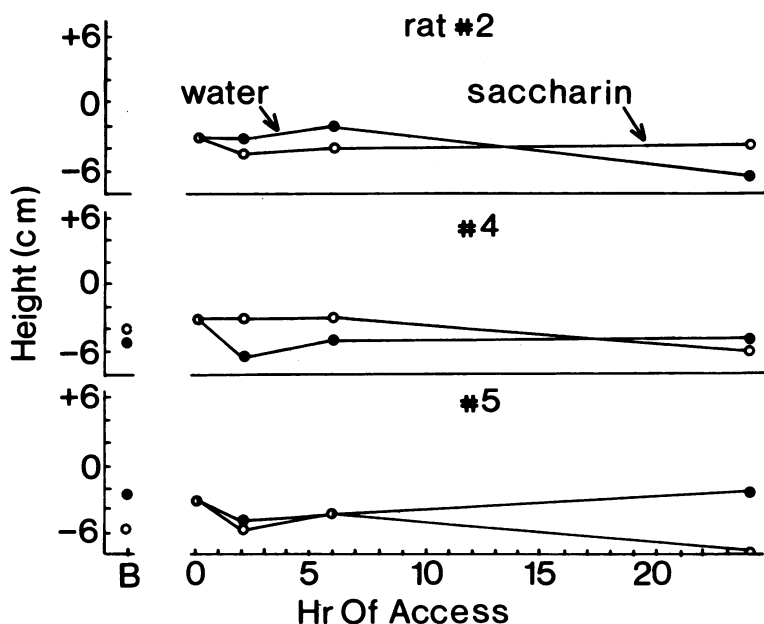 rat #2
+6
water
saccharin
0
-6
#4
+6
0
-6
Height (cm)
#5
+6
0
-6
B
0 5 10 15 20
Hr Of Access